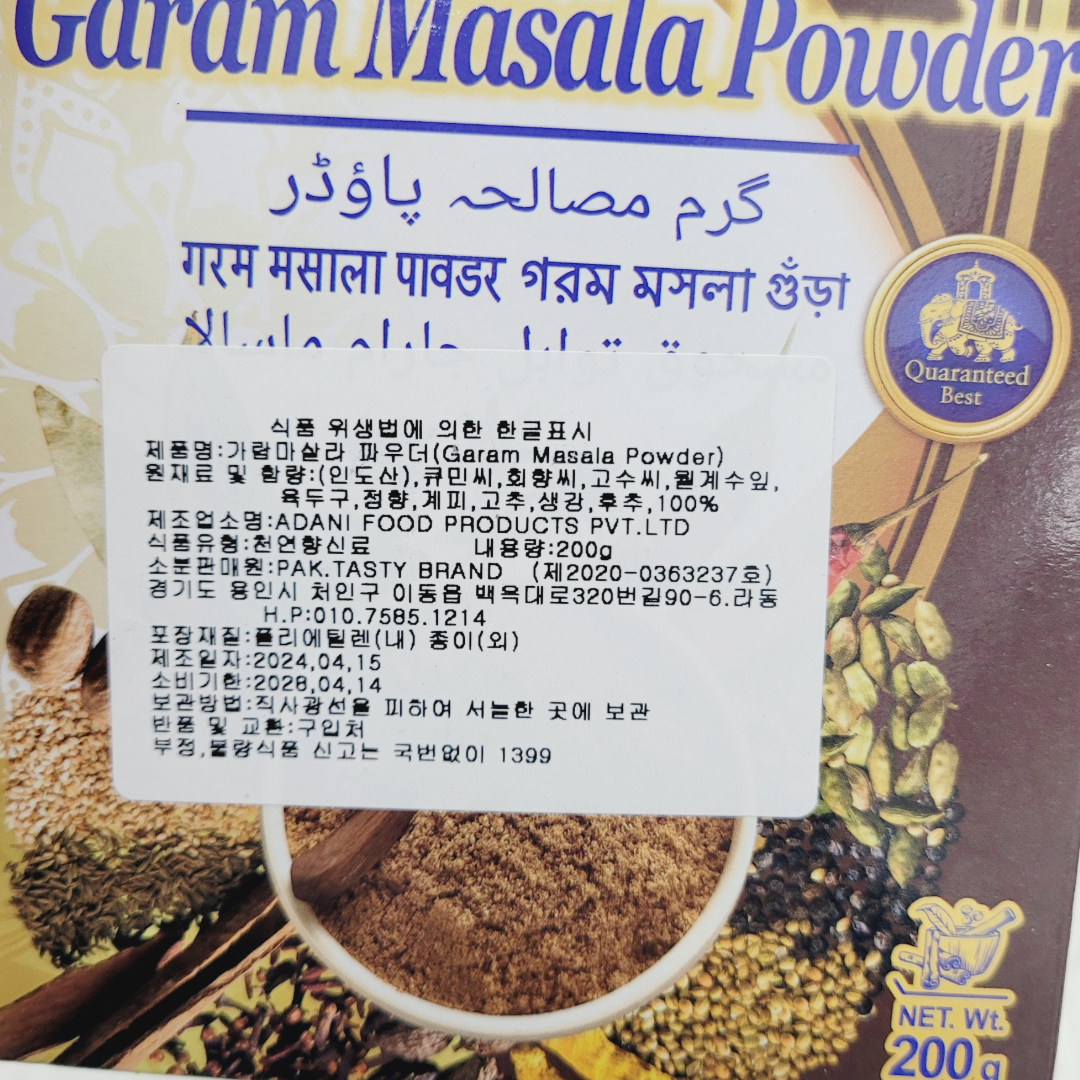 Garam Masala Powder
گرم مصالحہ پاؤڈر
गरम मसाला पावडर গরম মসলা গুঁড়া
Quaranteed
Best
식품 위생법에 의한 한글표시
제품명:가람마살라 파우더(Garam Masala Powder)
원재료 및 함량:(인도산),큐민씨,회향씨,고수씨,월계수잎,
육두구,정향,계피,고추,생강,후추,100%
제조업소명:ADANI FOOD PRODUCTS PVT.LTD
식품유형:천연향신료 내용량:200g
소분판매원:PAK.TASTY BRAND (제2020-0363237호)
경기도 용인시 처인구 이동읍 백옥대로320번길90-6.라동
H.P:010.7585.1214
포장재질:폴리에틸렌(내) 종이(외)
제조일자:2024,04,15
소비기한:2028,04,14
보관방법:직사광선을 피하여 서늘한 곳에 보관
반품 및 교환:구입처
부정,불량식품 신고는 국번없이 1399
NET. Wt.
200 g